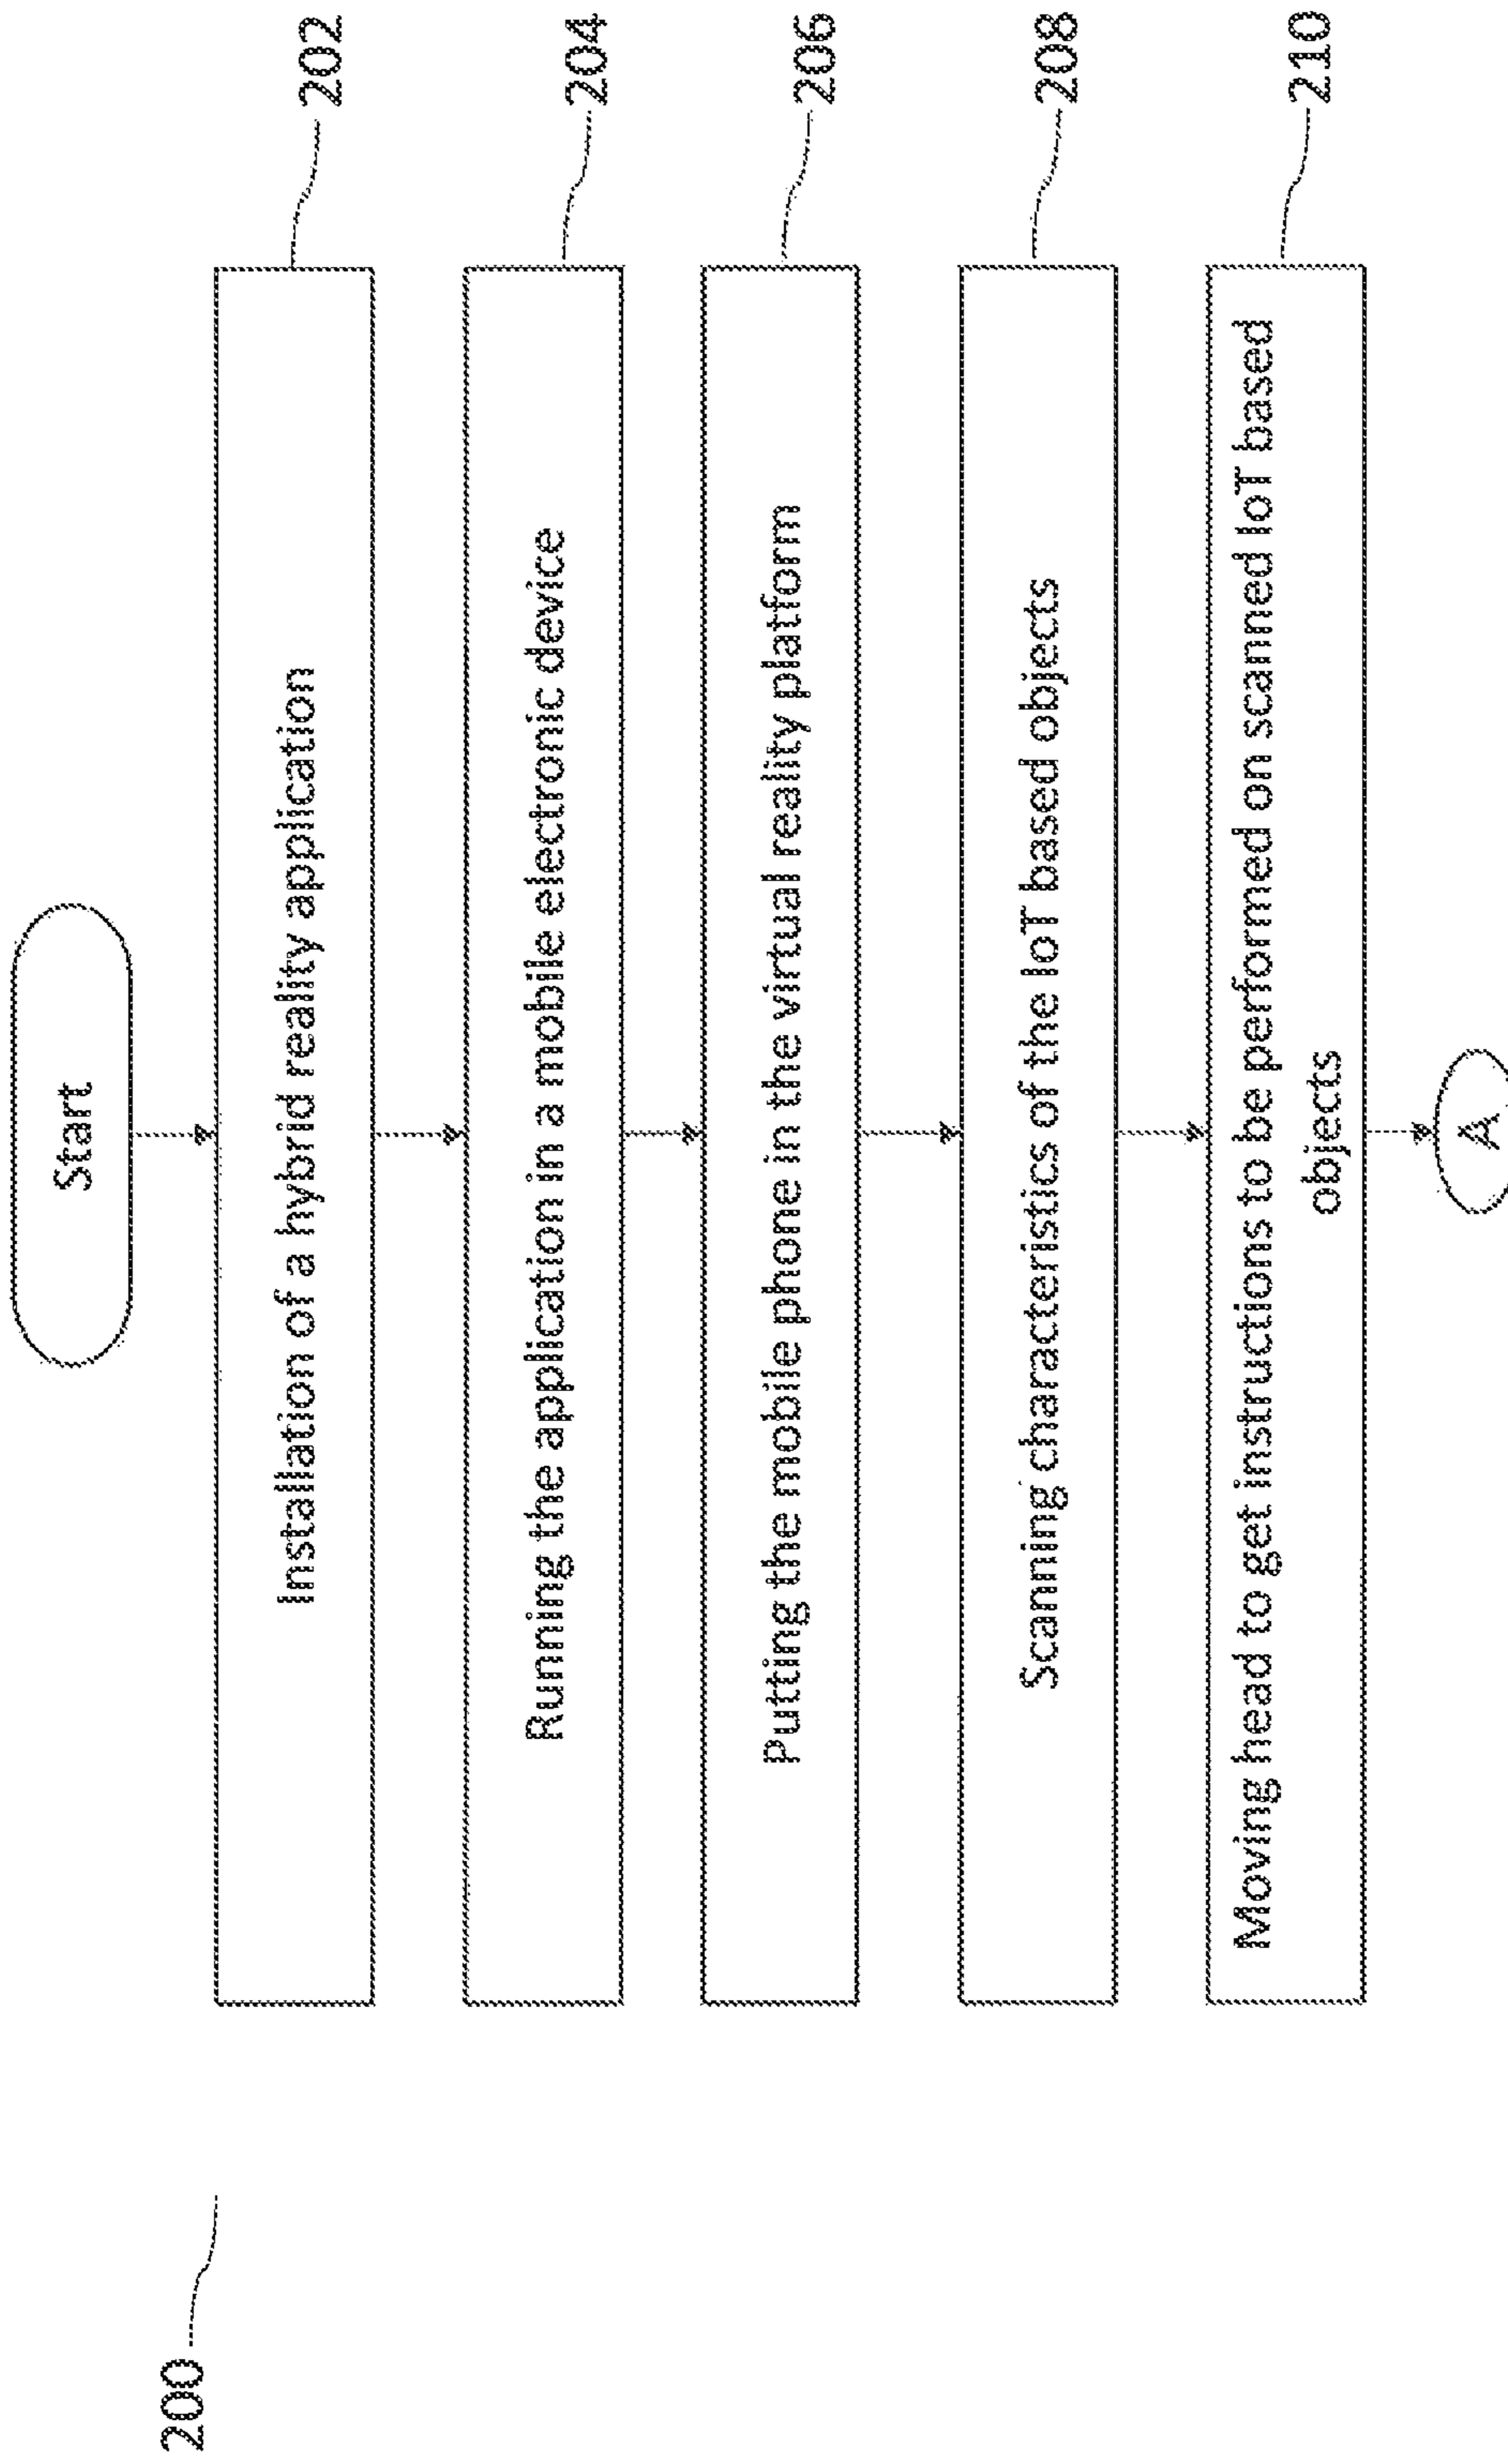 200
Start
Installation of a hybrid reality application
202
Running the application in a mobile electronic device
204
Putting the mobile phone in the virtual reality platform
206
Scanning characteristics of the IoT based objects
208
Moving head to get instructions to be performed on scanned IoT based
objects
210
A